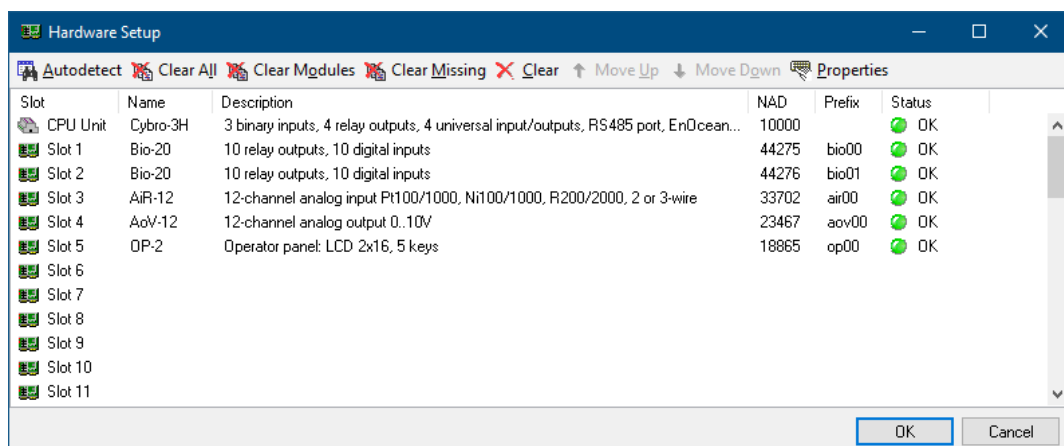 Hardware Setup
Autodetect Clear All Clear Modules Clear Missing Clear Move Up Move Down Properties
Slot Name Description NAD Prefix Status
CPU Unit Cybro-3H 3 binary inputs, 4 relay outputs, 4 universal input/outputs, RS485 port, EnOcean... 10000 OK
Slot 1 Bio-20 10 relay outputs, 10 digital inputs 44275 bio00 OK
Slot 2 Bio-20 10 relay outputs, 10 digital inputs 44276 bio01 OK
Slot 3 AiR-12 12-channel analog input Pt100/1000, Ni100/1000, R200/2000, 2 or 3-wire 33702 air00 OK
Slot 4 AoV-12 12-channel analog output 0..10V 23467 aov00 OK
Slot 5 OP-2 Operator panel: LCD 2x16, 5 keys 18865 op00 OK
Slot 6
Slot 7
Slot 8
Slot 9
Slot 10
Slot 11
OK Cancel